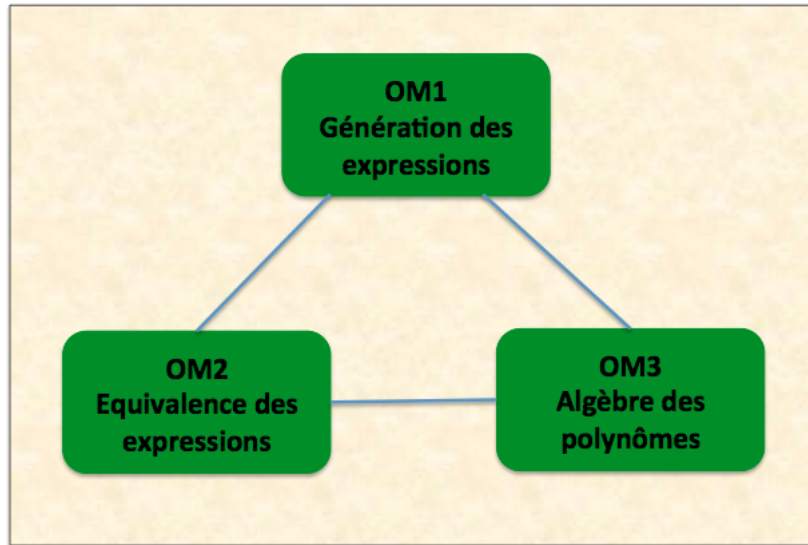 OM1
Génération des
expressions
OM2
Equivalence des
expressions
OM3
Algèbre des
polynômes